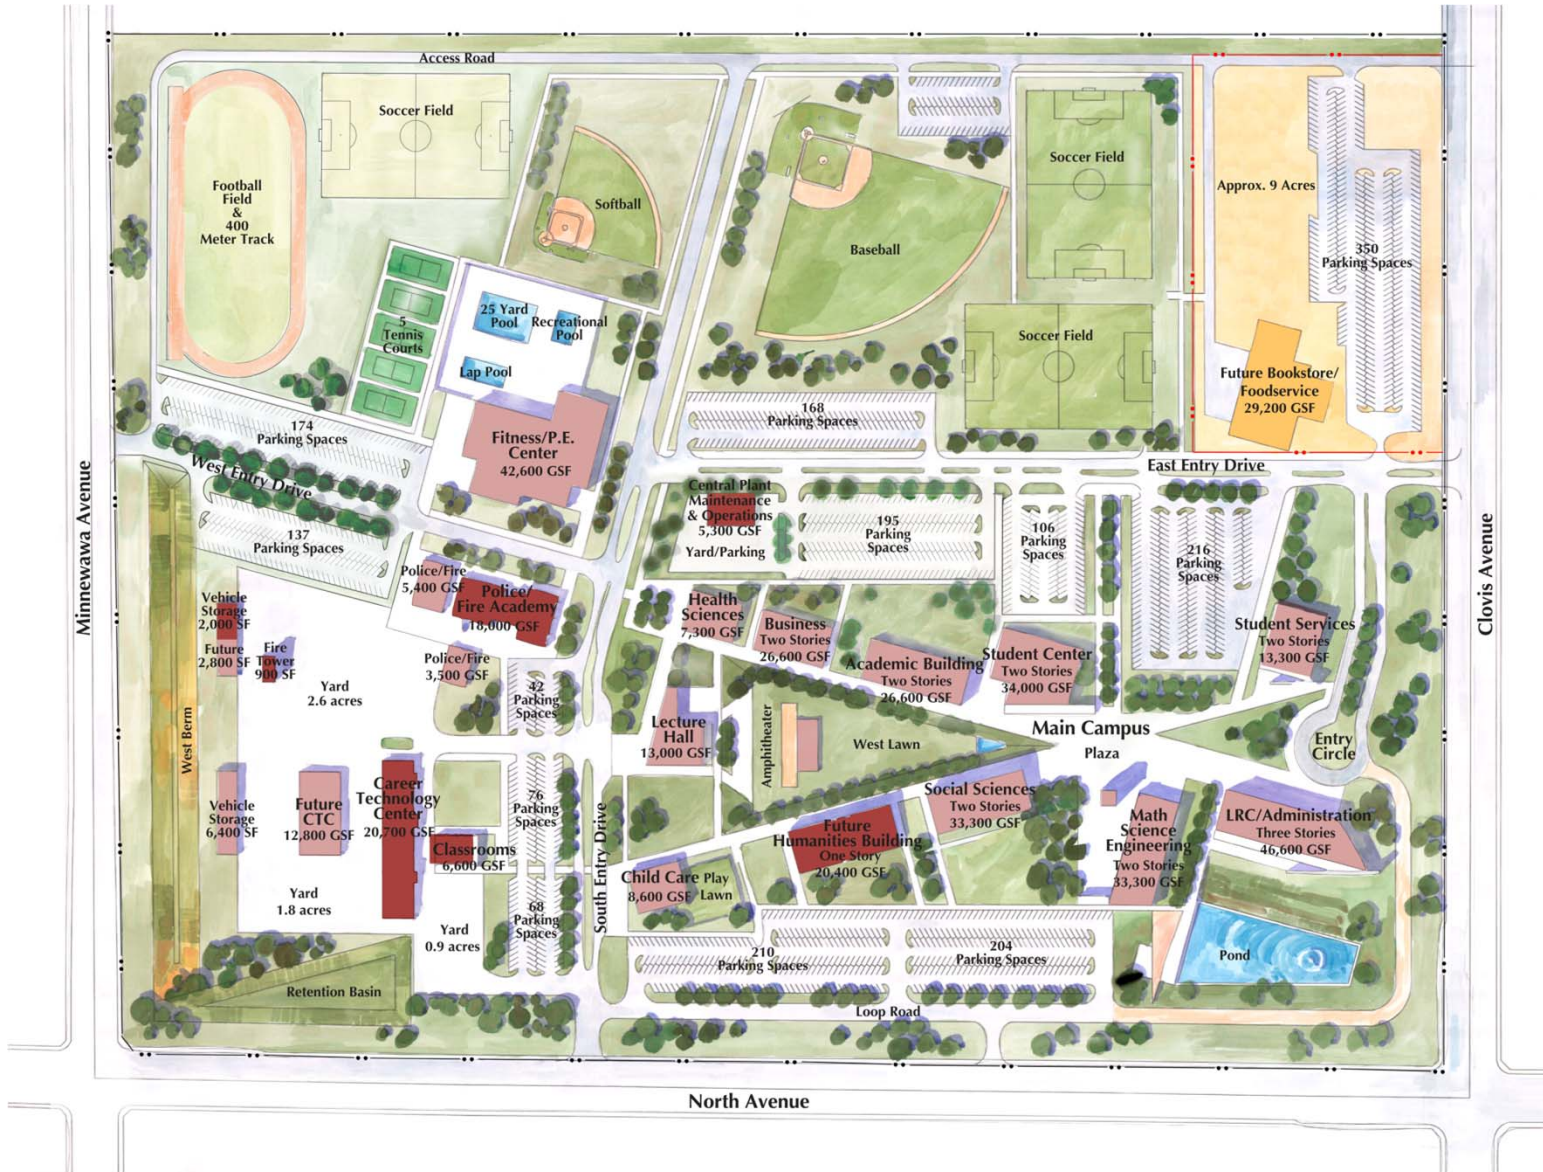 Access Road
Soccer Field
Football
Field
&
400
Meter Track
Softball
Baseball
Soccer Field
Approx. 9 Acres
350
Parking Spaces
25 Yard
Pool
Recreational
Pool
5
Tennis
Courts
Lap Pool
Soccer Field
Future Bookstore/
Foodservice
29,200 GSF
174
Parking Spaces
168
Parking Spaces
Fitness/P.E.
Center
42,600 GSF
West Entry Drive
East Entry Drive
Minnewawa Avenue
Clovis Avenue
137
Parking Spaces
Central Plant
Maintenance
& Operations
5,300 GSF
Yard/Parking
195
Parking
Spaces
106
Parking
Spaces
216
Parking
Spaces
Police/Fire
5,400 GSF
Police/
Fire Academy
18,000 GSF
Vehicle
Storage
2,000 SF
Future
2,800 SF
Fire
Tower
900 SF
Police/Fire
3,500 GSF
Health
Sciences
7,300 GSF
Business
Two Stories
26,600 GSF
Academic Building
Two Stories
26,600 GSF
Student Center
Two Stories
34,000 GSF
Student Services
Two Stories
13,300 GSF
Yard
2.6 acres
42
Parking
Spaces
Lecture
Hall
13,000 GSF
Amphitheater
West Lawn
Main Campus
Plaza
Entry
Circle
West Berm
Vehicle
Storage
6,400 SF
Future
CTC
12,800 GSF
Career
Technology
Center
20,700 GSF
Classrooms
6,600 GSF
76
Parking
Spaces
South Entry Drive
Social Sciences
Two Stories
33,300 GSF
Future
Humanities Building
One Story
20,400 GSF
Math
Science
Engineering
Two Stories
33,300 GSF
LRC/Administration
Three Stories
46,600 GSF
Child Care
8,600 GSF
Play
Lawn
Yard
1.8 acres
Yard
0.9 acres
68
Parking
Spaces
210
Parking Spaces
204
Parking Spaces
Pond
Retention Basin
Loop Road
North Avenue